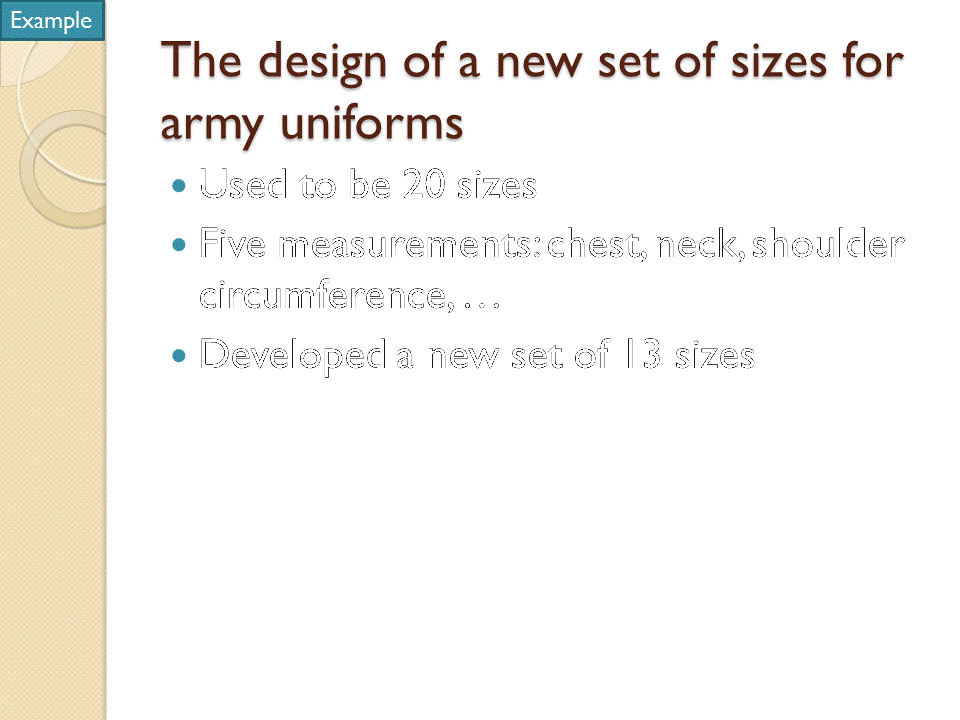 Example
The design of a new set of sizes for
army uniforms
• Used to be 20 sizes
• Five measurements: chest, neck, shoulder
circumference, …
• Developed a new set of 13 sizes